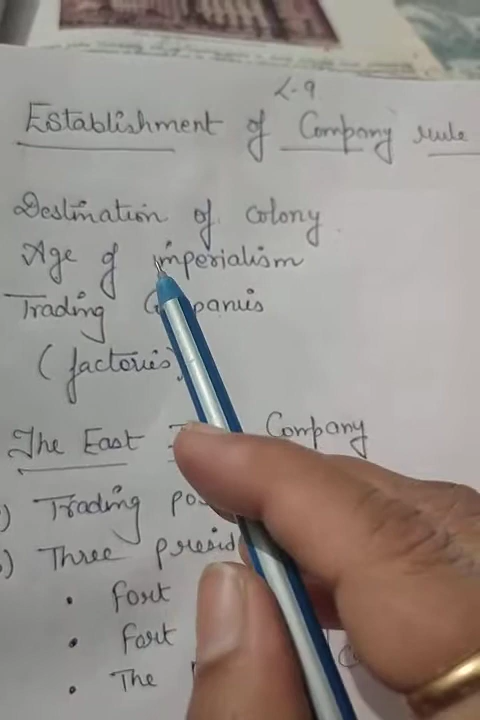 L-9
Establishment of Company rule
Destination of colony
Age of imperialism
Trading
(factories)
The East Company
Trading
Three
• Fort
• Fort
• The